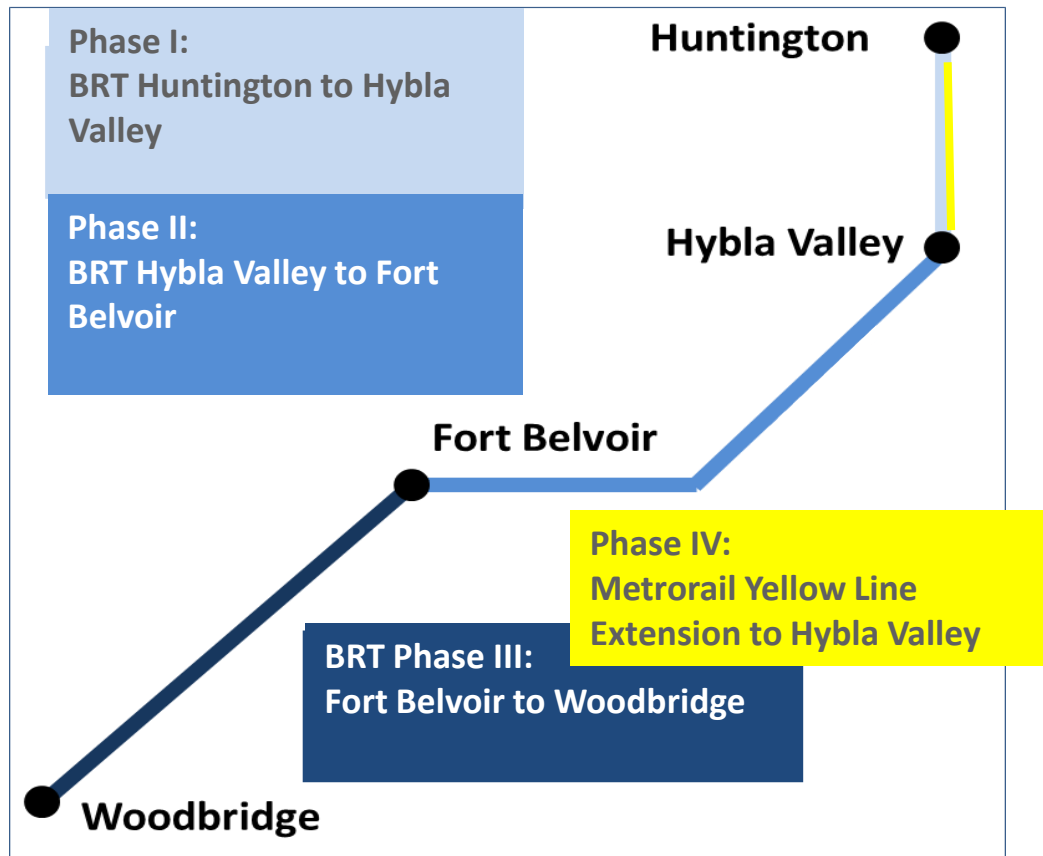 Phase I:
BRT Huntington to Hybla
Valley
Huntington
Phase II:
BRT Hybla Valley to Fort
Belvoir
Hybla Valley
Fort Belvoir
Phase IV:
Metrorail Yellow Line
Extension to Hybla Valley
BRT Phase III:
Fort Belvoir to Woodbridge
Woodbridge